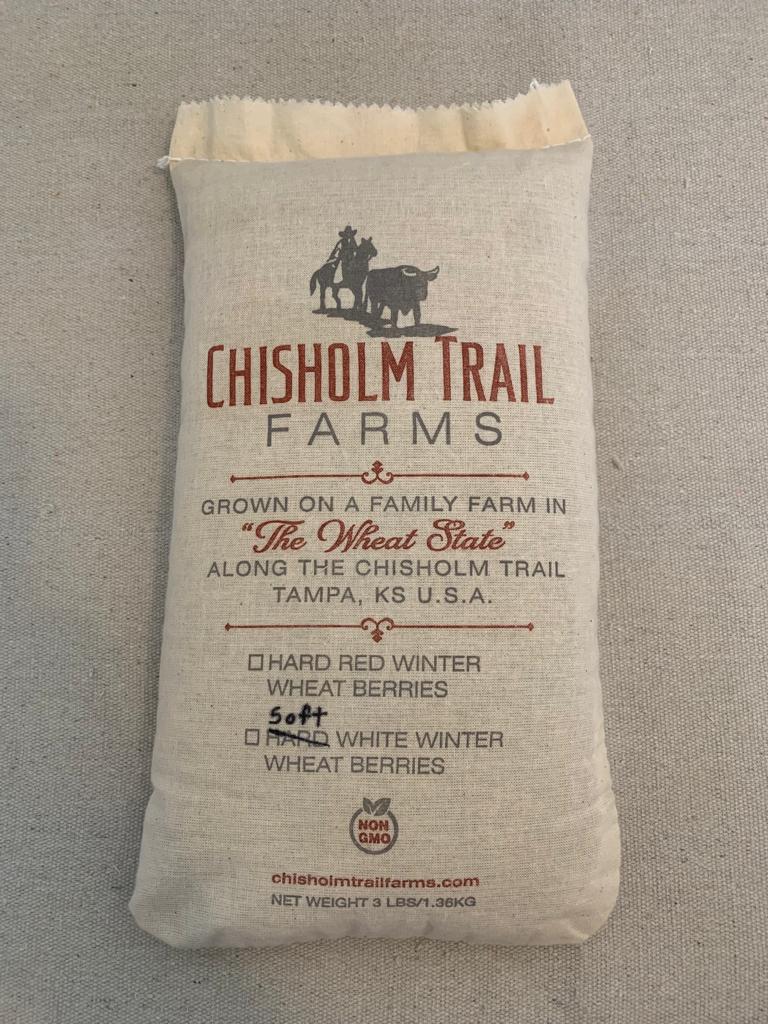 CHISHOLM TRAIL
FARMS
GROWN ON A FAMILY FARM IN
"The Wheat State"
ALONG THE CHISHOLM TRAIL
TAMPA, KS U.S.A.
☐ HARD RED WINTER
WHEAT BERRIES
Soft
☐ HARD WHITE WINTER
WHEAT BERRIES
NON
GMO
chisholmtrailfarms.com
NET WEIGHT 3 LBS/1.36KG